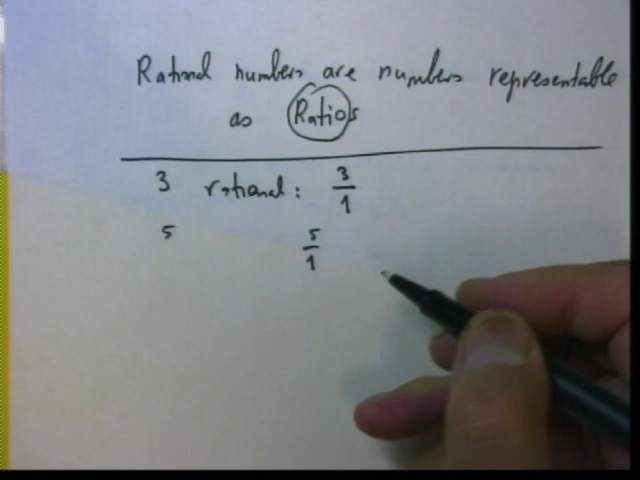 Rational numbers are numbers representable
as Ratios
3 rational: 3/1
5 5/1